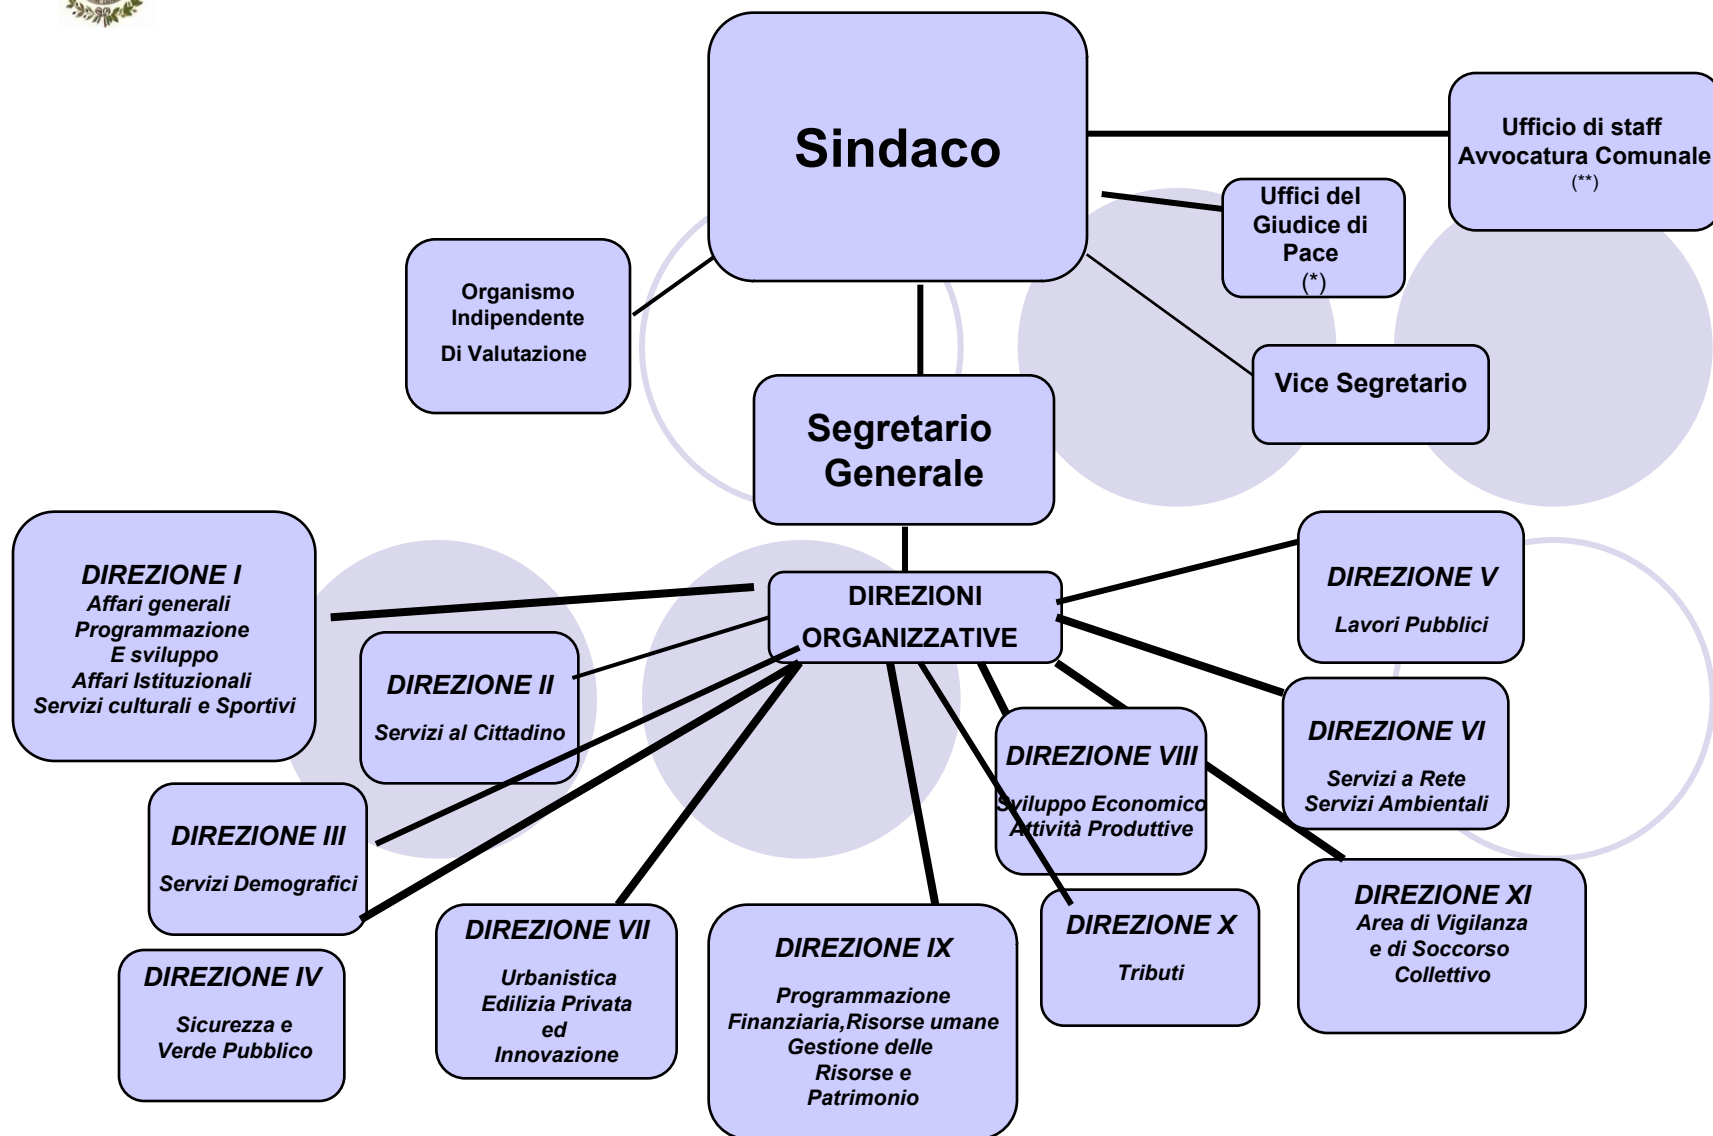 Sindaco
Ufficio di staff
Avvocatura Comunale
(**)
Uffici del
Giudice di
Pace
(*)
Organismo
Indipendente
Di Valutazione
Vice Segretario
Segretario
Generale
DIREZIONI
ORGANIZZATIVE
DIREZIONE I
Affari generali
Programmazione
E sviluppo
Affari Istituzionali
Servizi culturali e Sportivi
DIREZIONE II
Servizi al Cittadino
DIREZIONE III
Servizi Demografici
DIREZIONE IV
Sicurezza e
Verde Pubblico
DIREZIONE V
Lavori Pubblici
DIREZIONE VI
Servizi a Rete
Servizi Ambientali
DIREZIONE VII
Urbanistica
Edilizia Privata
ed
Innovazione
DIREZIONE VIII
Sviluppo Economico
Attività Produttive
DIREZIONE IX
Programmazione
Finanziaria,Risorse umane
Gestione delle
Risorse e
Patrimonio
DIREZIONE X
Tributi
DIREZIONE XI
Area di Vigilanza
e di Soccorso
Collettivo